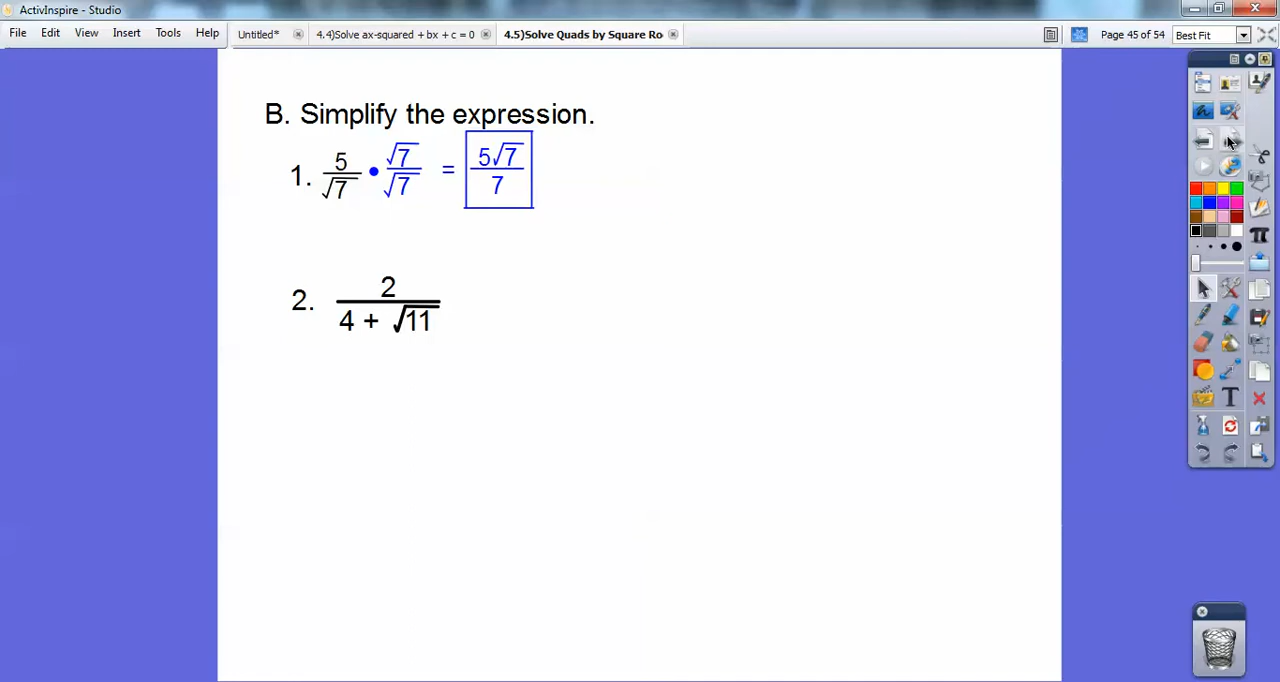 ActivInspire - Studio
File Edit View Insert Tools Help Untitled* 4.4)Solve ax-squared + bx + c = 0 4.5)Solve Quads by Square Ro Page 45 of 54 Best Fit
B. Simplify the expression.
1. 5/√7 • √7/√7 = 5√7/7
2. 2/(4 + √11)